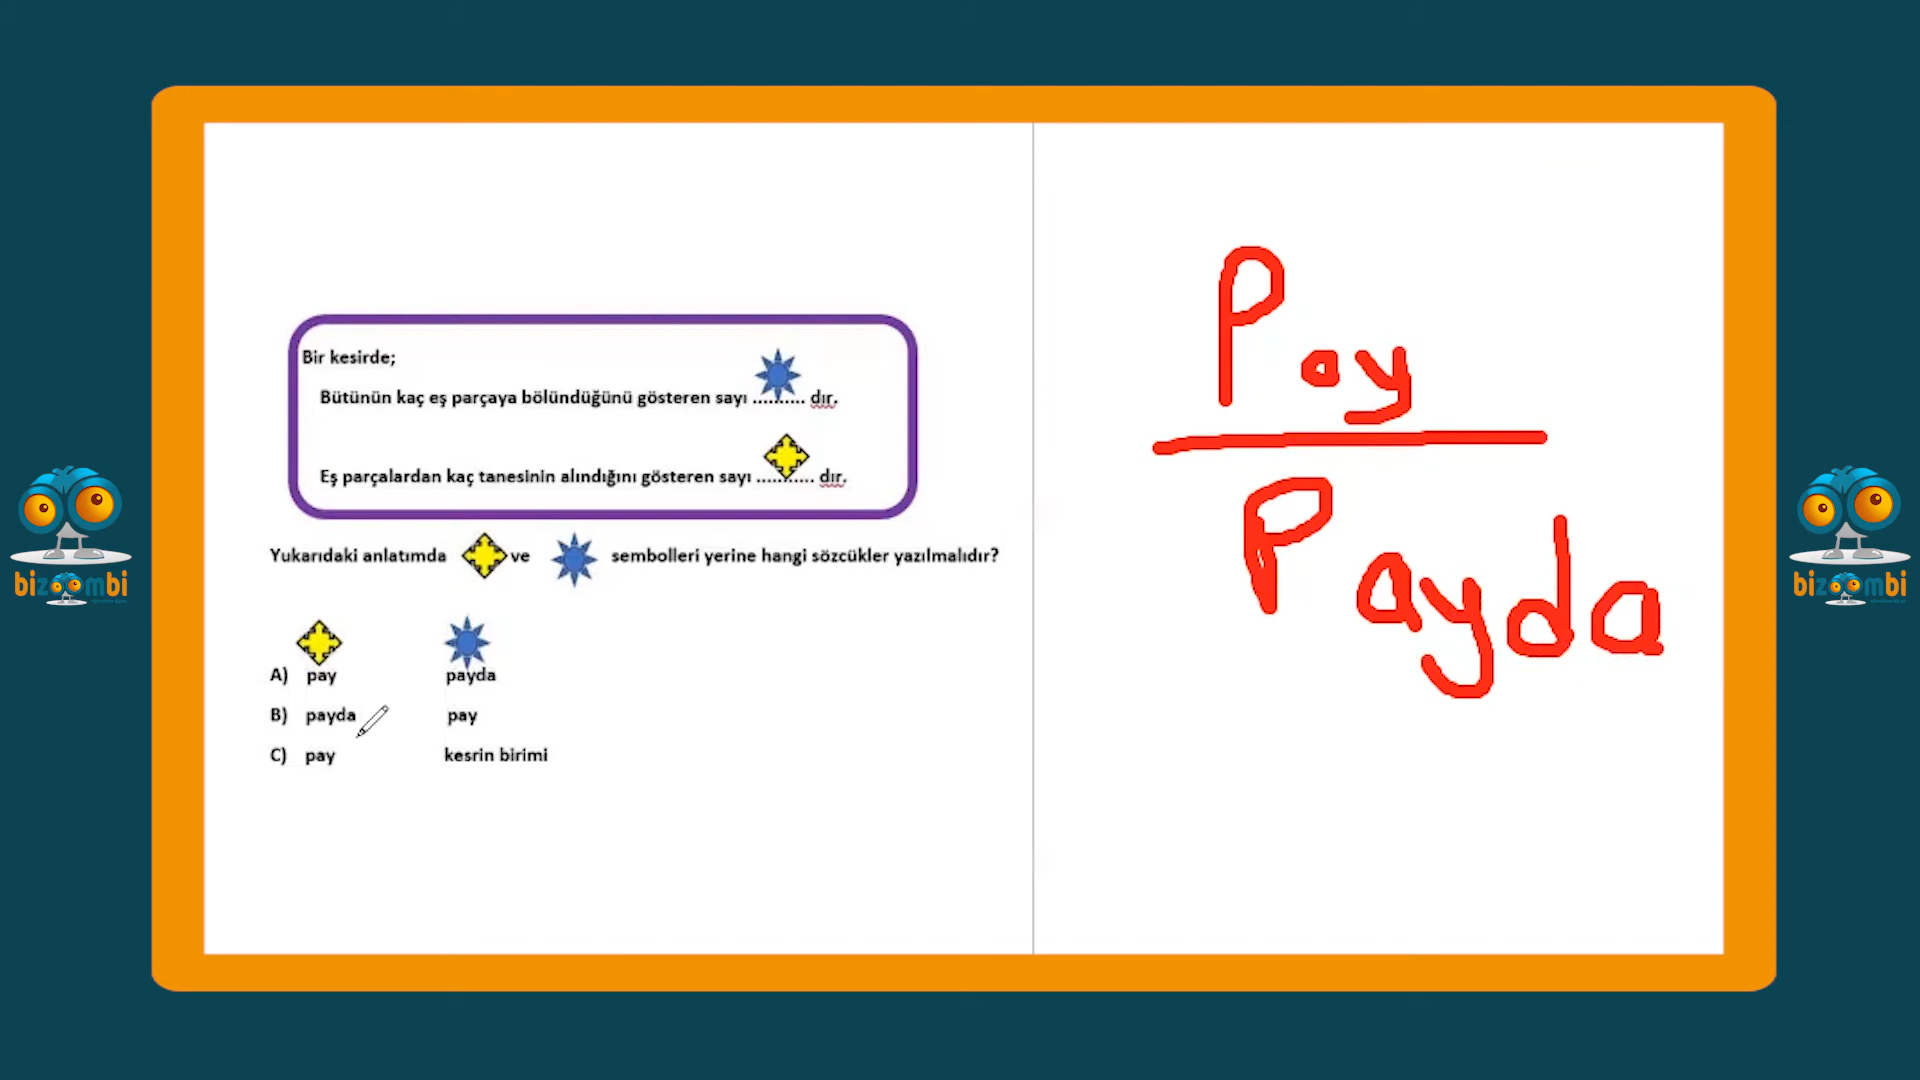 Bir kesirde;
Bütünün kaç eş parçaya bölündüğünü gösteren sayı .......... dır.
Eş parçalardan kaç tanesinin alındığını gösteren sayı ........... dır.
Yukarıdaki anlatımda ve sembolleri yerine hangi sözcükler yazılmalıdır?
A) pay payda
B) payda pay
C) pay kesrin birimi
Pay
Payda
bizoombi
bizoombi